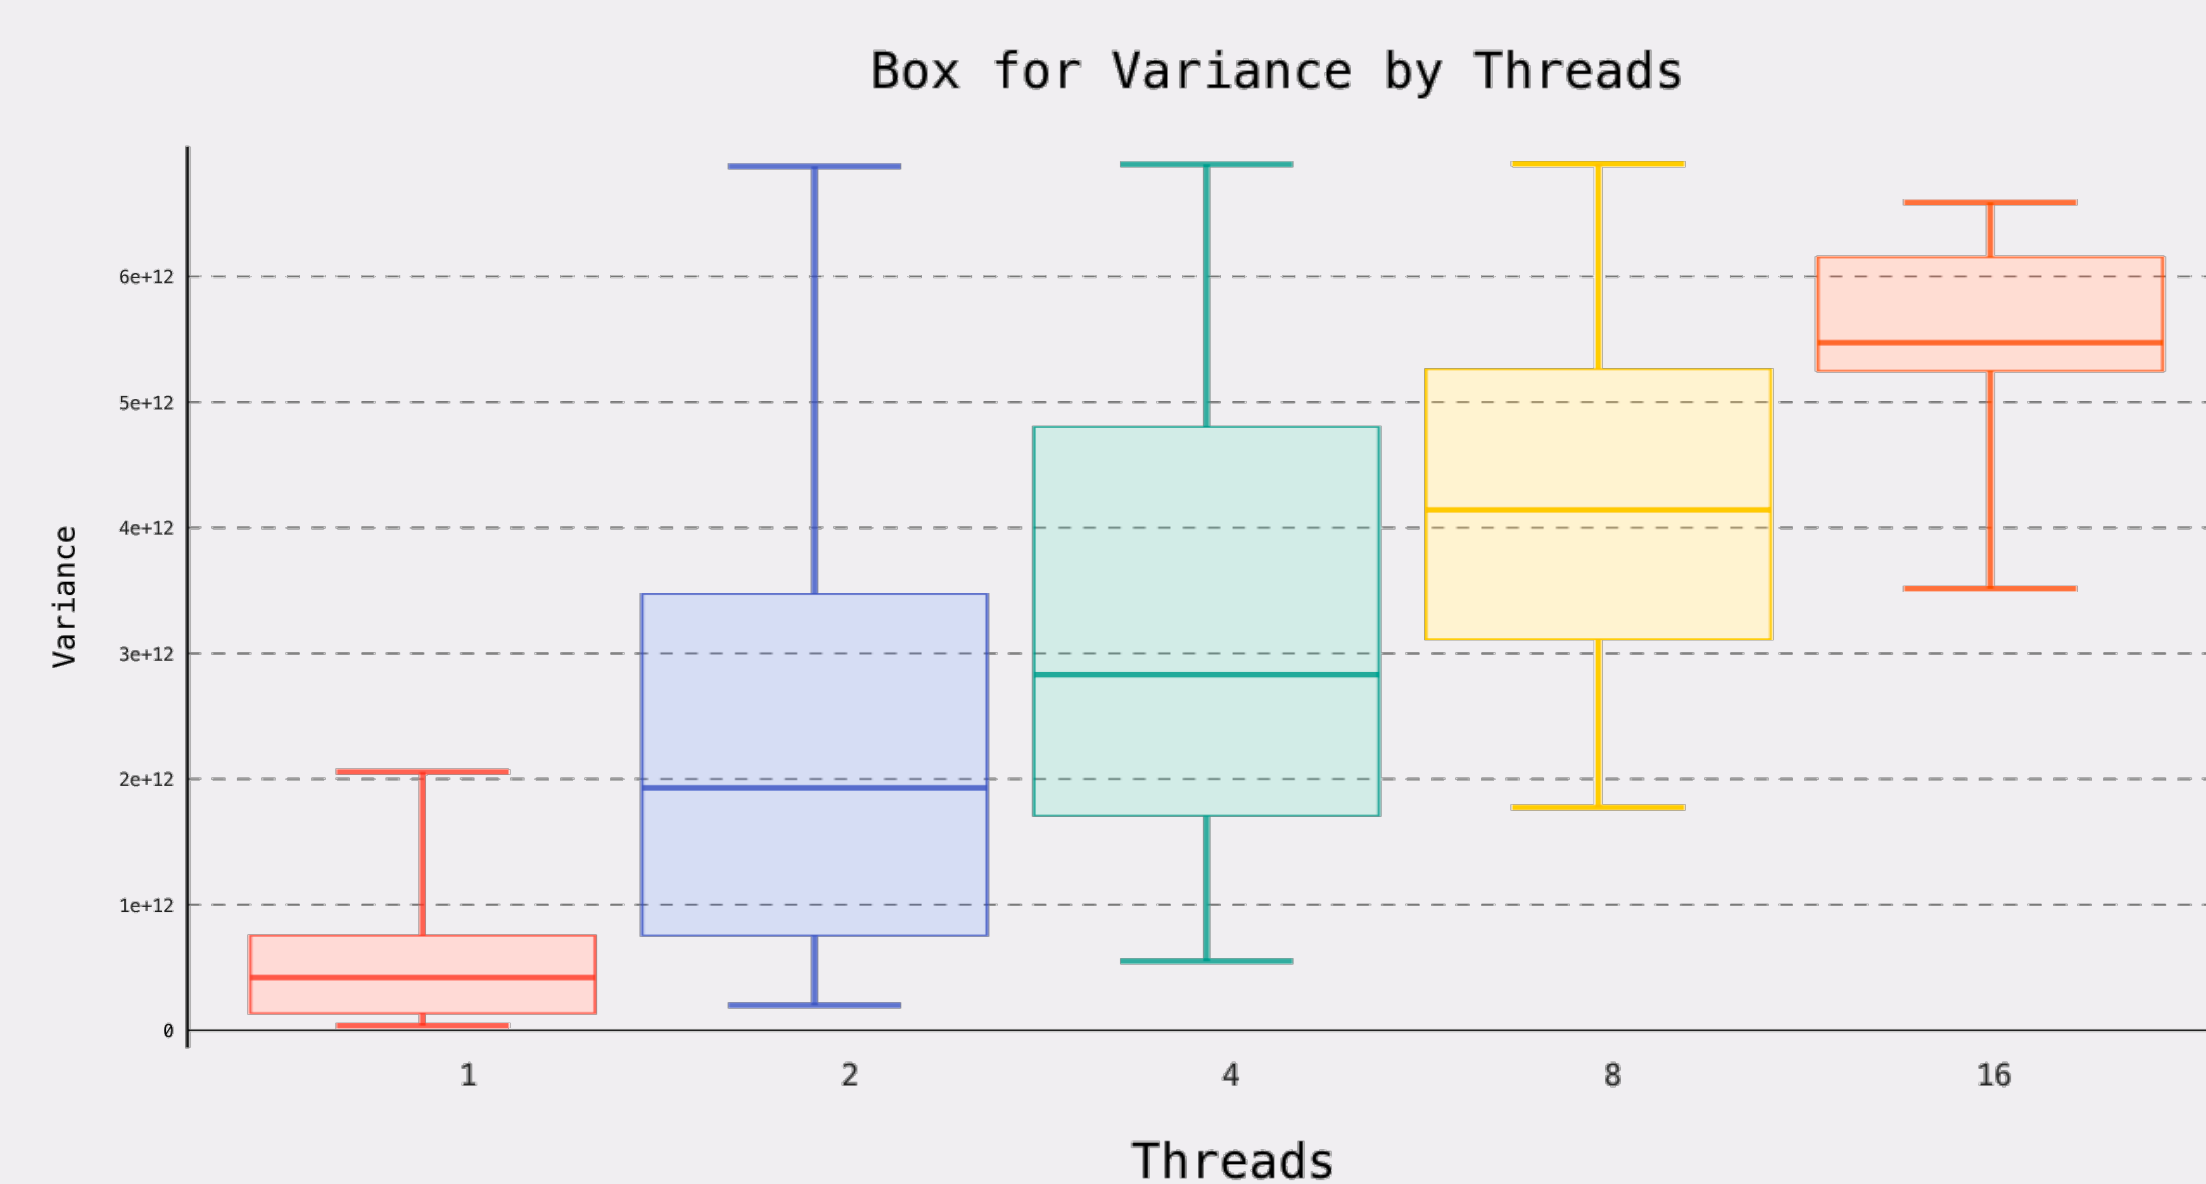 Box for Variance by Threads
Variance
6e+12
5e+12
4e+12
3e+12
2e+12
1e+12
0
1 2 4 8 16
Threads